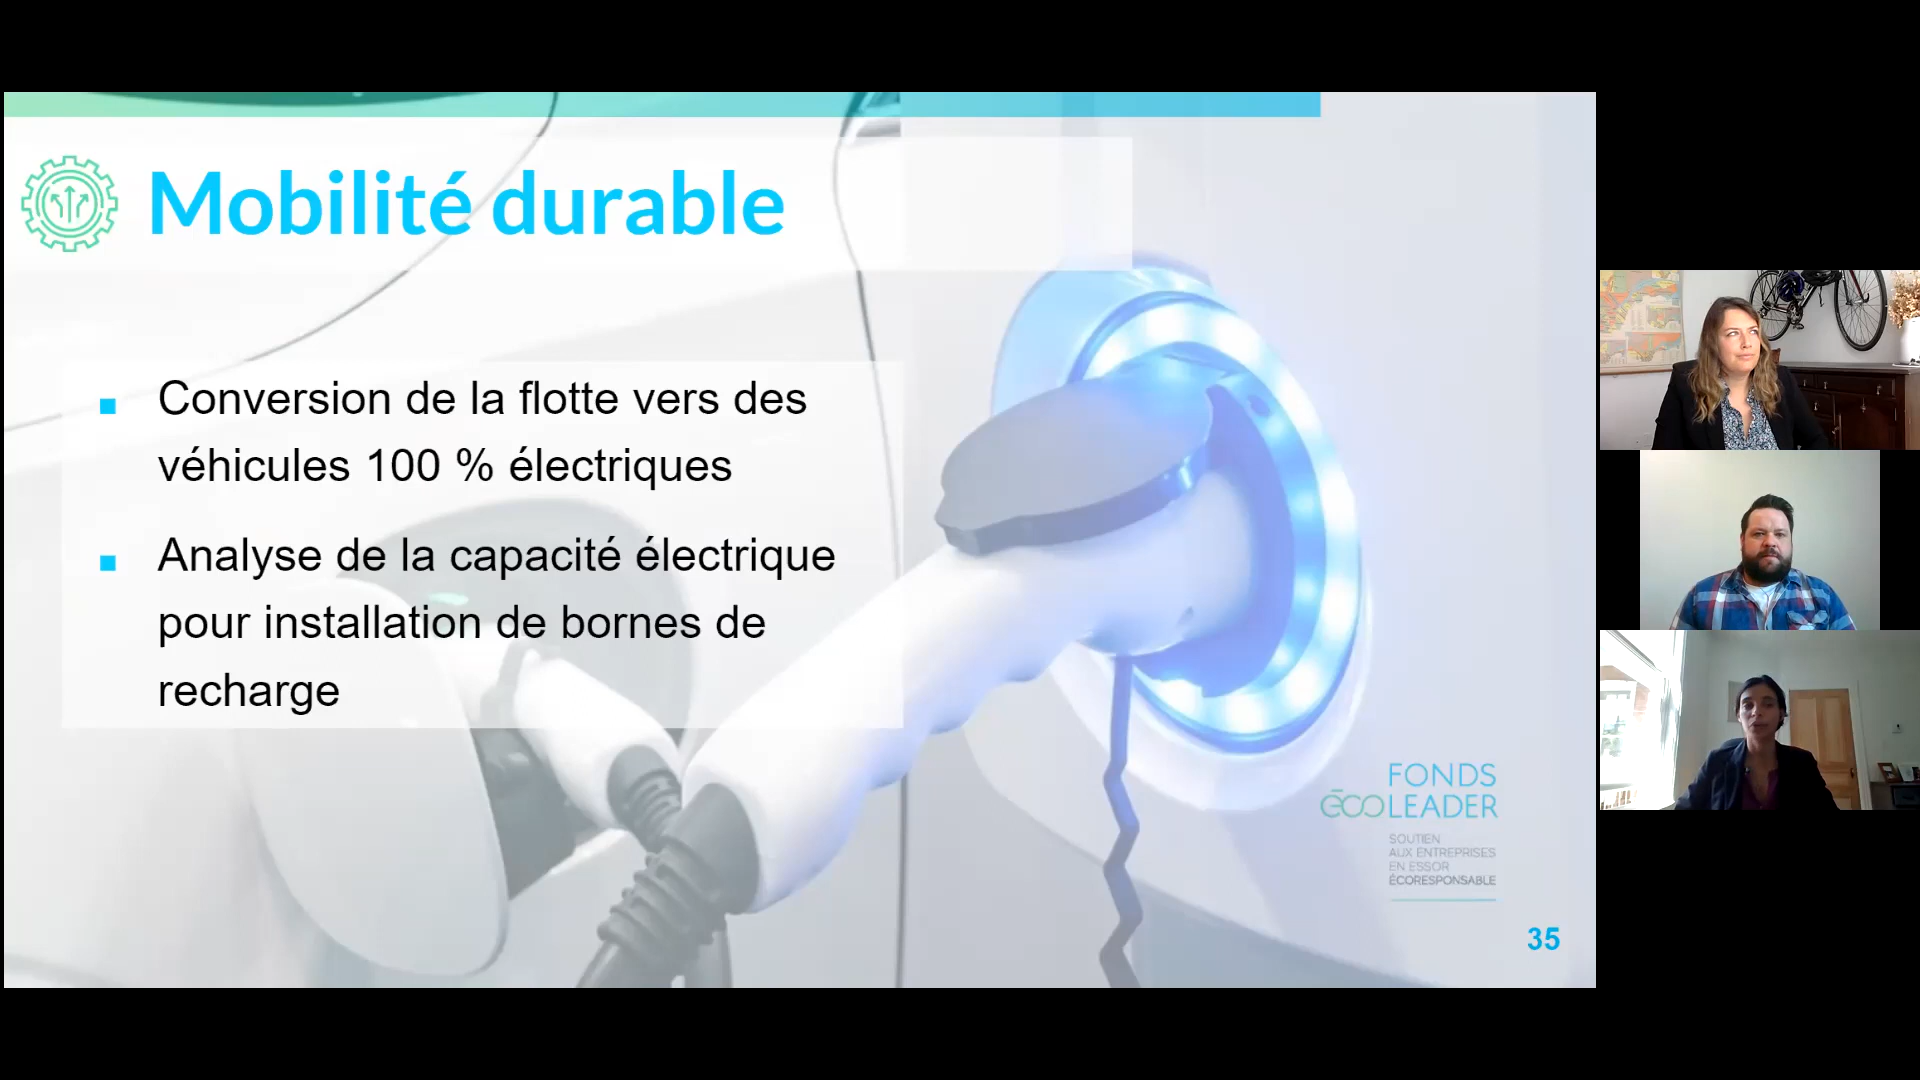 Mobilité durable
▪ Conversion de la flotte vers des
véhicules 100 % électriques
▪ Analyse de la capacité électrique
pour installation de bornes de
recharge
FONDS
ēCOLEADER
SOUTIEN
AUX ENTREPRISES
EN ESSOR
ÉCORESPONSABLE
35